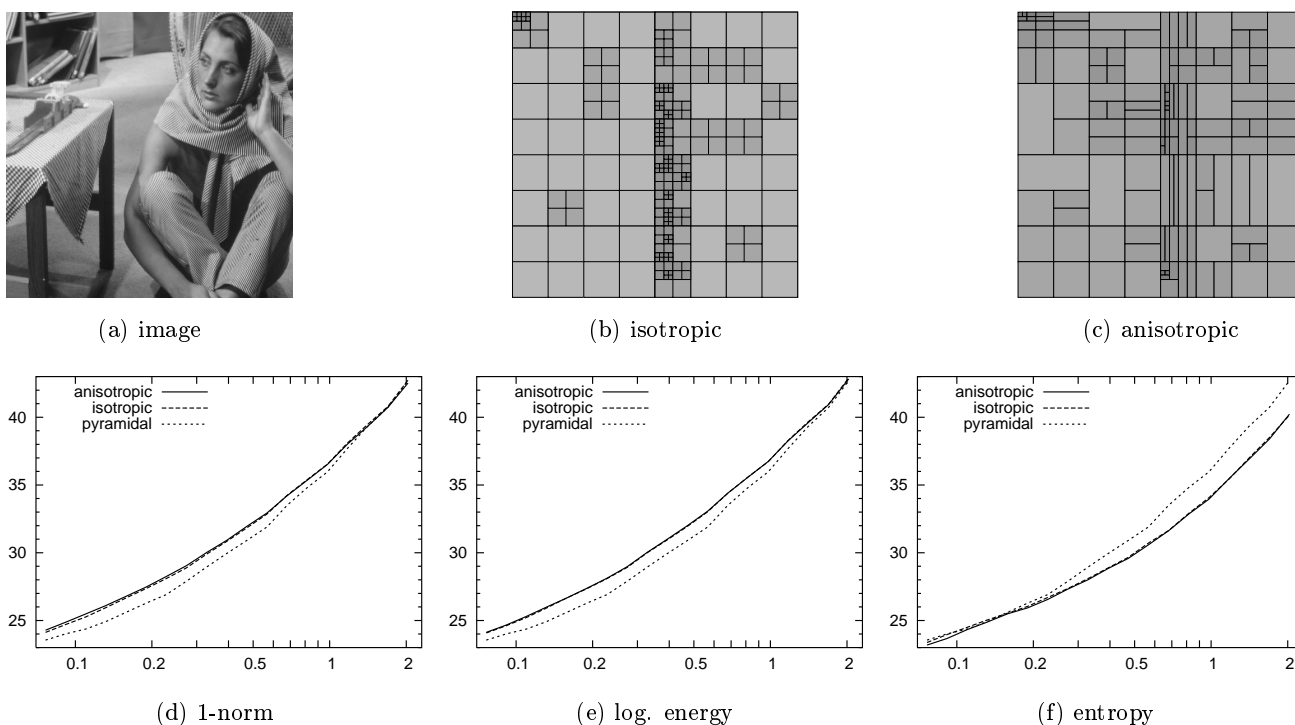 (a) image
(b) isotropic
(c) anisotropic
anisotropic
isotropic
pyramidal
40
35
30
25
0.1 0.2 0.5 1 2
(d) 1-norm
anisotropic
isotropic
pyramidal
40
35
30
25
0.1 0.2 0.5 1 2
(e) log. energy
anisotropic
isotropic
pyramidal
40
35
30
25
0.1 0.2 0.5 1 2
(f) entropy